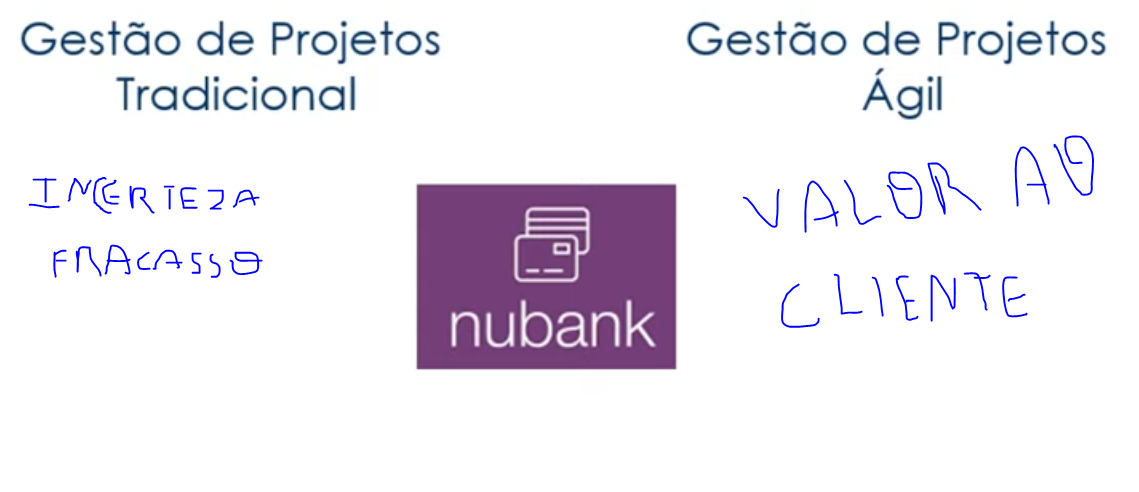 Gestão de Projetos
Tradicional
INCERTEZA
FRACASSO
nubank
Gestão de Projetos
Ágil
VALOR AO
CLIENTE